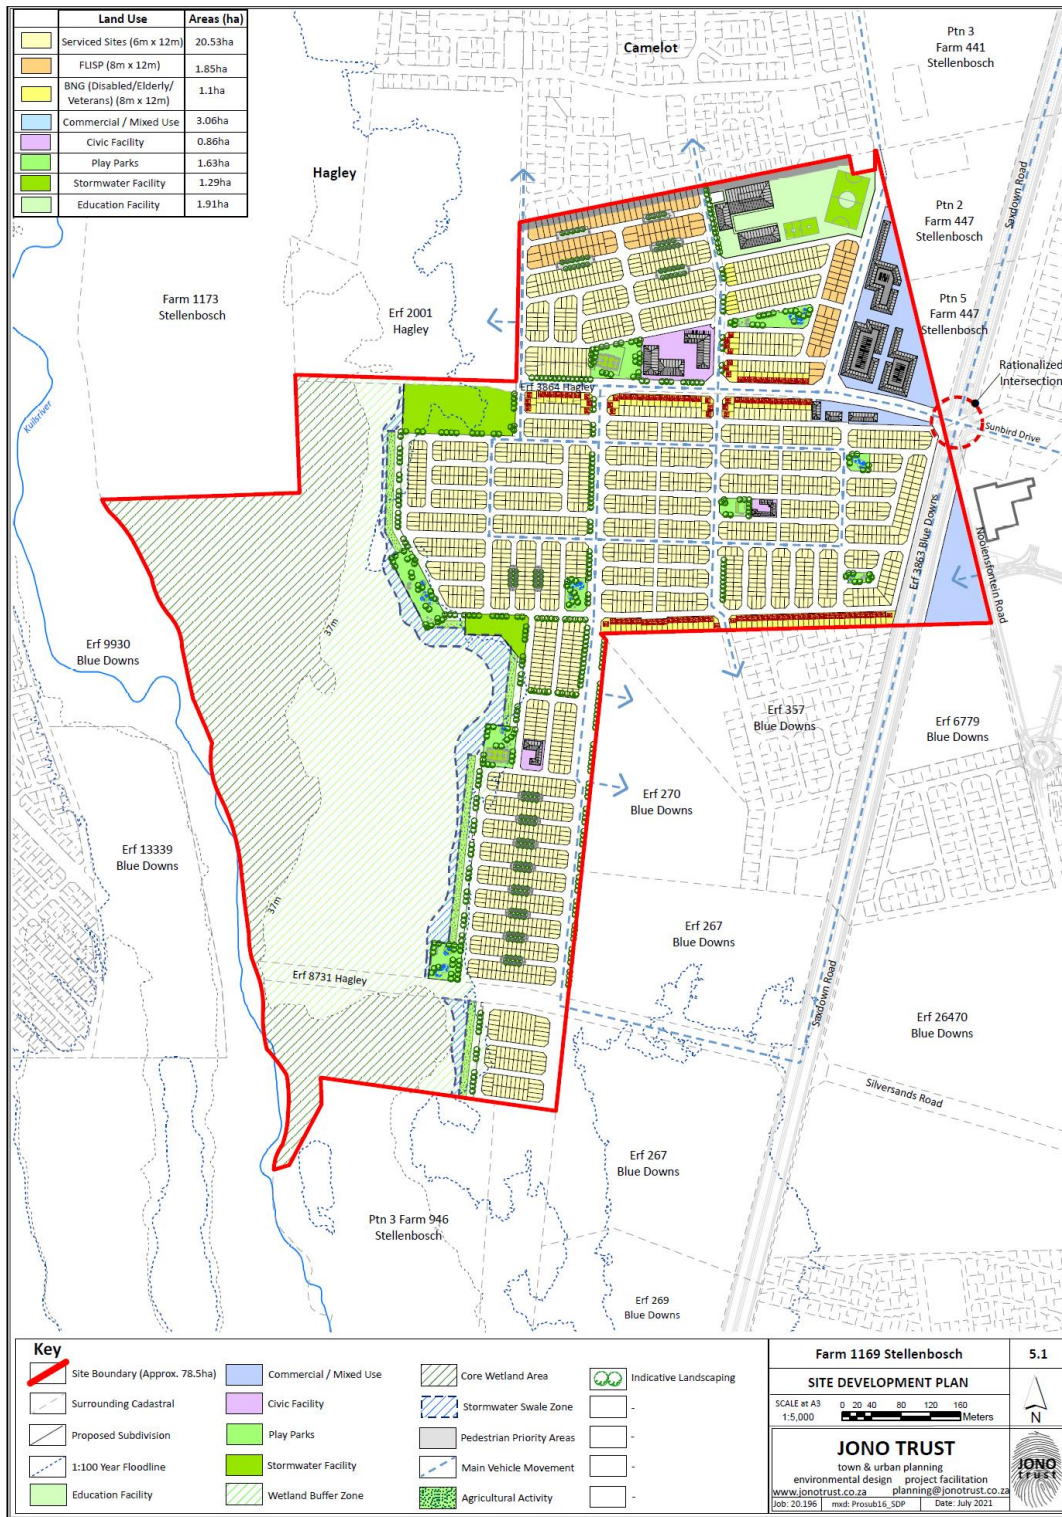 Land Use Areas (ha)
Serviced Sites (6m x 12m) 20.53ha
FLISP (8m x 12m) 1.85ha
BNG (Disabled/Elderly/
Veterans) (8m x 12m) 1.1ha
Commercial / Mixed Use 3.06ha
Civic Facility 0.86ha
Play Parks 1.63ha
Stormwater Facility 1.29ha
Education Facility 1.91ha
Camelot
Ptn 3
Farm 441
Stellenbosch
Hagley
Saxdown Road
Ptn 2
Farm 447
Stellenbosch
Kuilsriver
Farm 1173
Stellenbosch
Erf 2001
Hagley
Ptn 5
Farm 447
Stellenbosch
Rationalized
Intersection
Erf 3864 Hagley
Sunbird Drive
Erf 3863 Blue Downs
Nooiensfontein Road
37m
Erf 9930
Blue Downs
Erf 357
Blue Downs
Erf 6779
Blue Downs
Erf 270
Blue Downs
Erf 13339
Blue Downs
37m
Erf 267
Blue Downs
Erf 8731 Hagley
Saxdown Road
Erf 26470
Blue Downs
Silversands Road
Erf 267
Blue Downs
Ptn 3 Farm 946
Stellenbosch
Erf 269
Blue Downs
Key
Site Boundary (Approx. 78.5ha)
Surrounding Cadastral
Proposed Subdivision
1:100 Year Floodline
Education Facility
Commercial / Mixed Use
Civic Facility
Play Parks
Stormwater Facility
Wetland Buffer Zone
Core Wetland Area
Stormwater Swale Zone
Pedestrian Priority Areas
Main Vehicle Movement
Agricultural Activity
Indicative Landscaping
-
-
-
-
Farm 1169 Stellenbosch 5.1
SITE DEVELOPMENT PLAN
SCALE at A3
1:5,000
0 20 40 80 120 160
Meters
N
JONO TRUST
town & urban planning
environmental design project facilitation
www.jonotrust.co.za planning@jonotrust.co.za
Job: 20.196 mxd: Prosub16_SDP Date: July 2021
JONO
trust